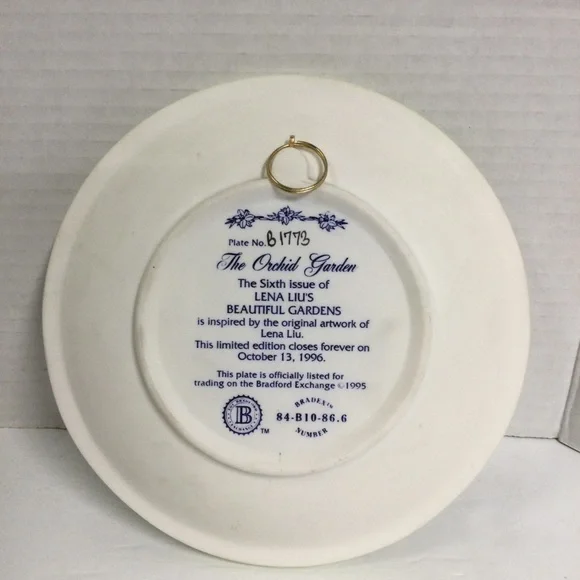 Plate No. B1773
The Orchid Garden
The Sixth issue of
LENA LIU'S
BEAUTIFUL GARDENS
is inspired by the original artwork of
Lena Liu.
This limited edition closes forever on
October 13, 1996.
This plate is officially listed for
trading on the Bradford Exchange ©1995
B
TM
BRADEX™
84-B10-86.6
NUMBER